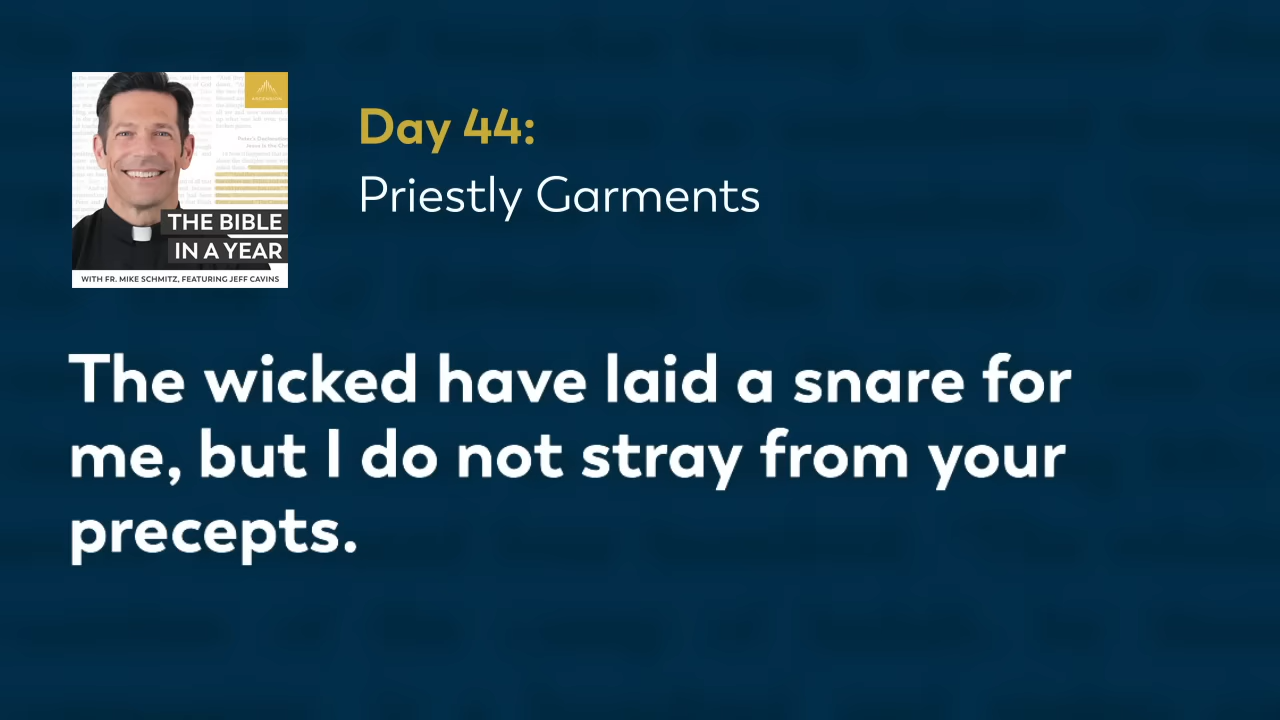 ASCENSION
THE BIBLE
IN A YEAR
WITH FR. MIKE SCHMITZ, FEATURING JEFF CAVINS
Day 44:
Priestly Garments
The wicked have laid a snare for
me, but I do not stray from your
precepts.